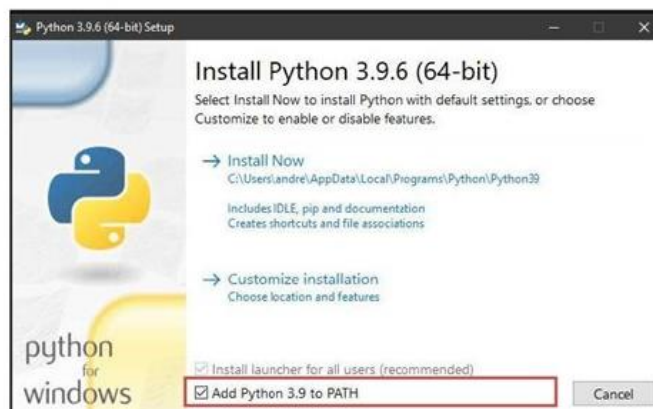 Python 3.9.6 (64-bit) Setup
Install Python 3.9.6 (64-bit)
Select Install Now to install Python with default settings, or choose
Customize to enable or disable features.
→ Install Now
C:\Users\andre\AppData\Local\Programs\Python\Python39
Includes IDLE, pip and documentation
Creates shortcuts and file associations
→ Customize installation
Choose location and features
Install launcher for all users (recommended)
Add Python 3.9 to PATH
Cancel
python
for
windows